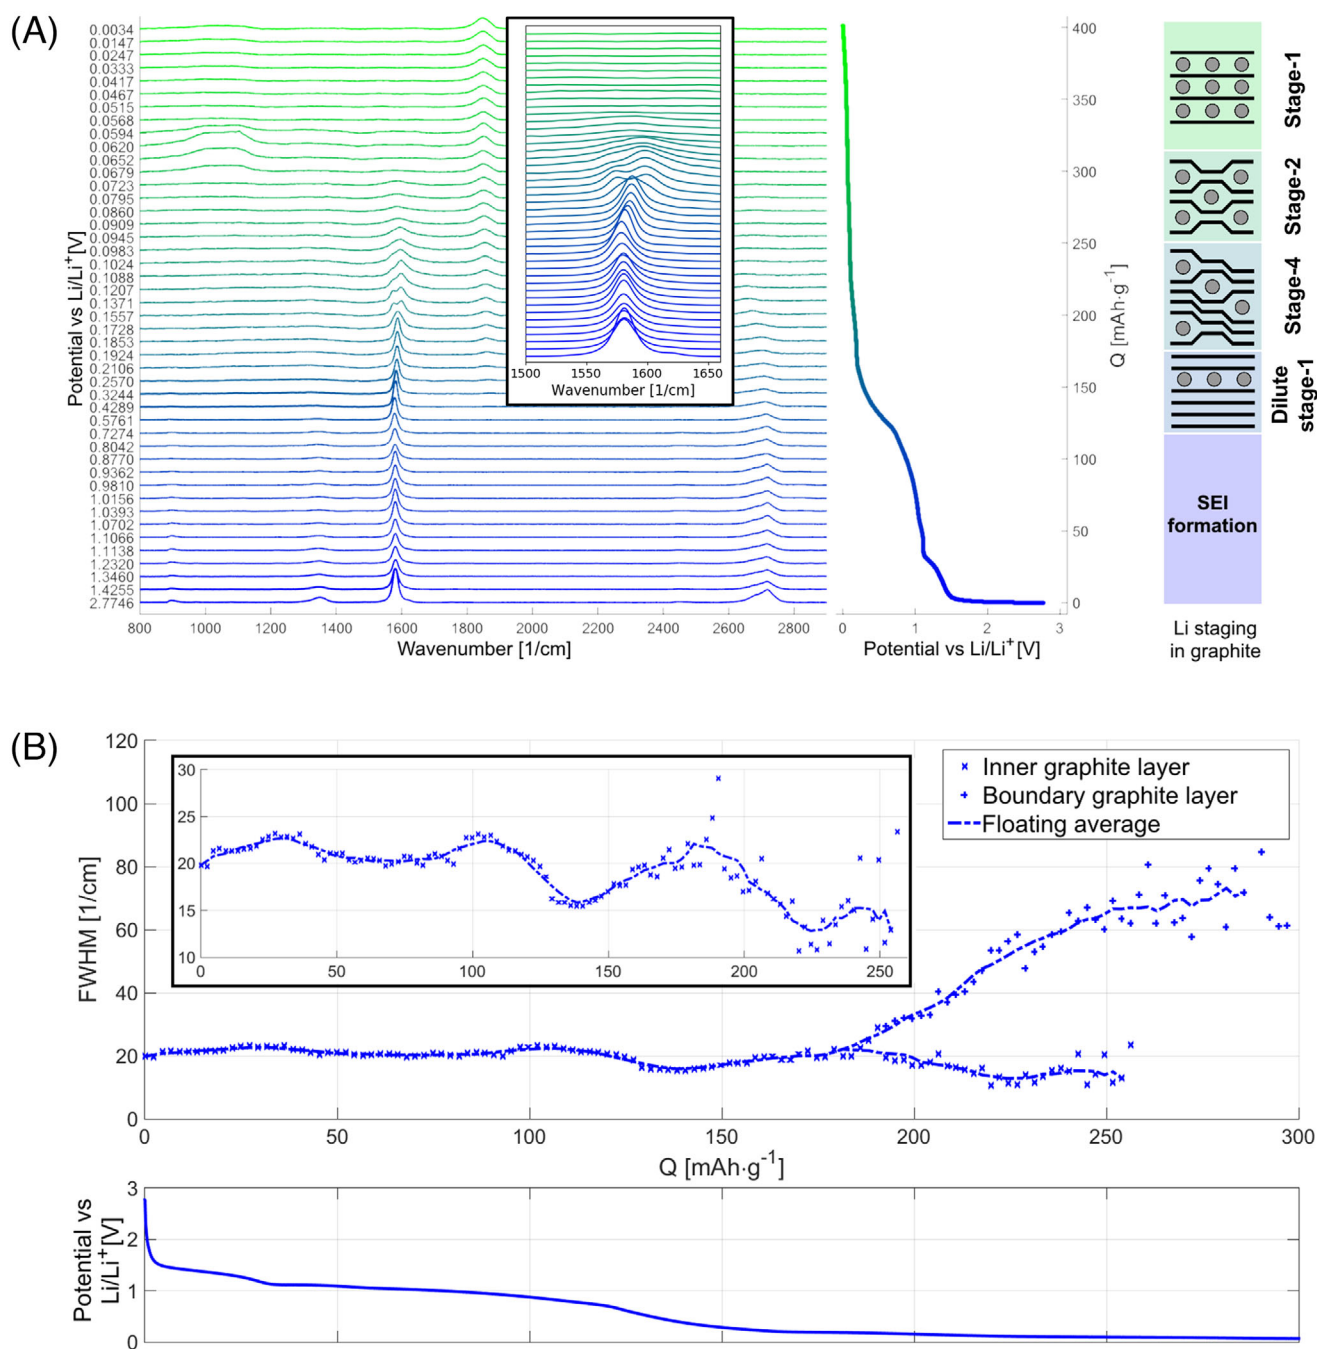 (A)
0.0034
0.0147
0.0247
0.0333
0.0417
0.0467
0.0515
0.0568
0.0594
0.0620
0.0652
0.0679
0.0723
0.0795
0.0860
0.0909
0.0945
0.0983
0.1024
0.1088
0.1207
0.1371
0.1557
0.1728
0.1853
0.1924
0.2106
0.2570
0.3244
0.4289
0.5761
0.7274
0.8042
0.8770
0.9362
0.9810
1.0156
1.0393
1.0702
1.1066
1.1138
1.2320
1.3460
1.4255
2.7746
Potential vs Li/Li⁺[V]
800 1000 1200 1400 1600 1800 2000 2200 2400 2600 2800
Wavenumber [1/cm]
1500 1550 1600 1650
Wavenumber [1/cm]
400
350
300
250
200
150
100
50
0
Q [mAh·g⁻¹]
0 1 2 3
Potential vs Li/Li⁺[V]
Stage-1
Stage-2
Stage-4
Dilute
stage-1
SEI
formation
Li staging
in graphite
(B)
120
100
80
60
40
20
0
FWHM [1/cm]
30
25
20
15
10
0 50 100 150 200 250
Inner graphite layer
Boundary graphite layer
Floating average
0 50 100 150 200 250 300
Q [mAh·g⁻¹]
3
2
1
0
Potential vs
Li/Li⁺[V]